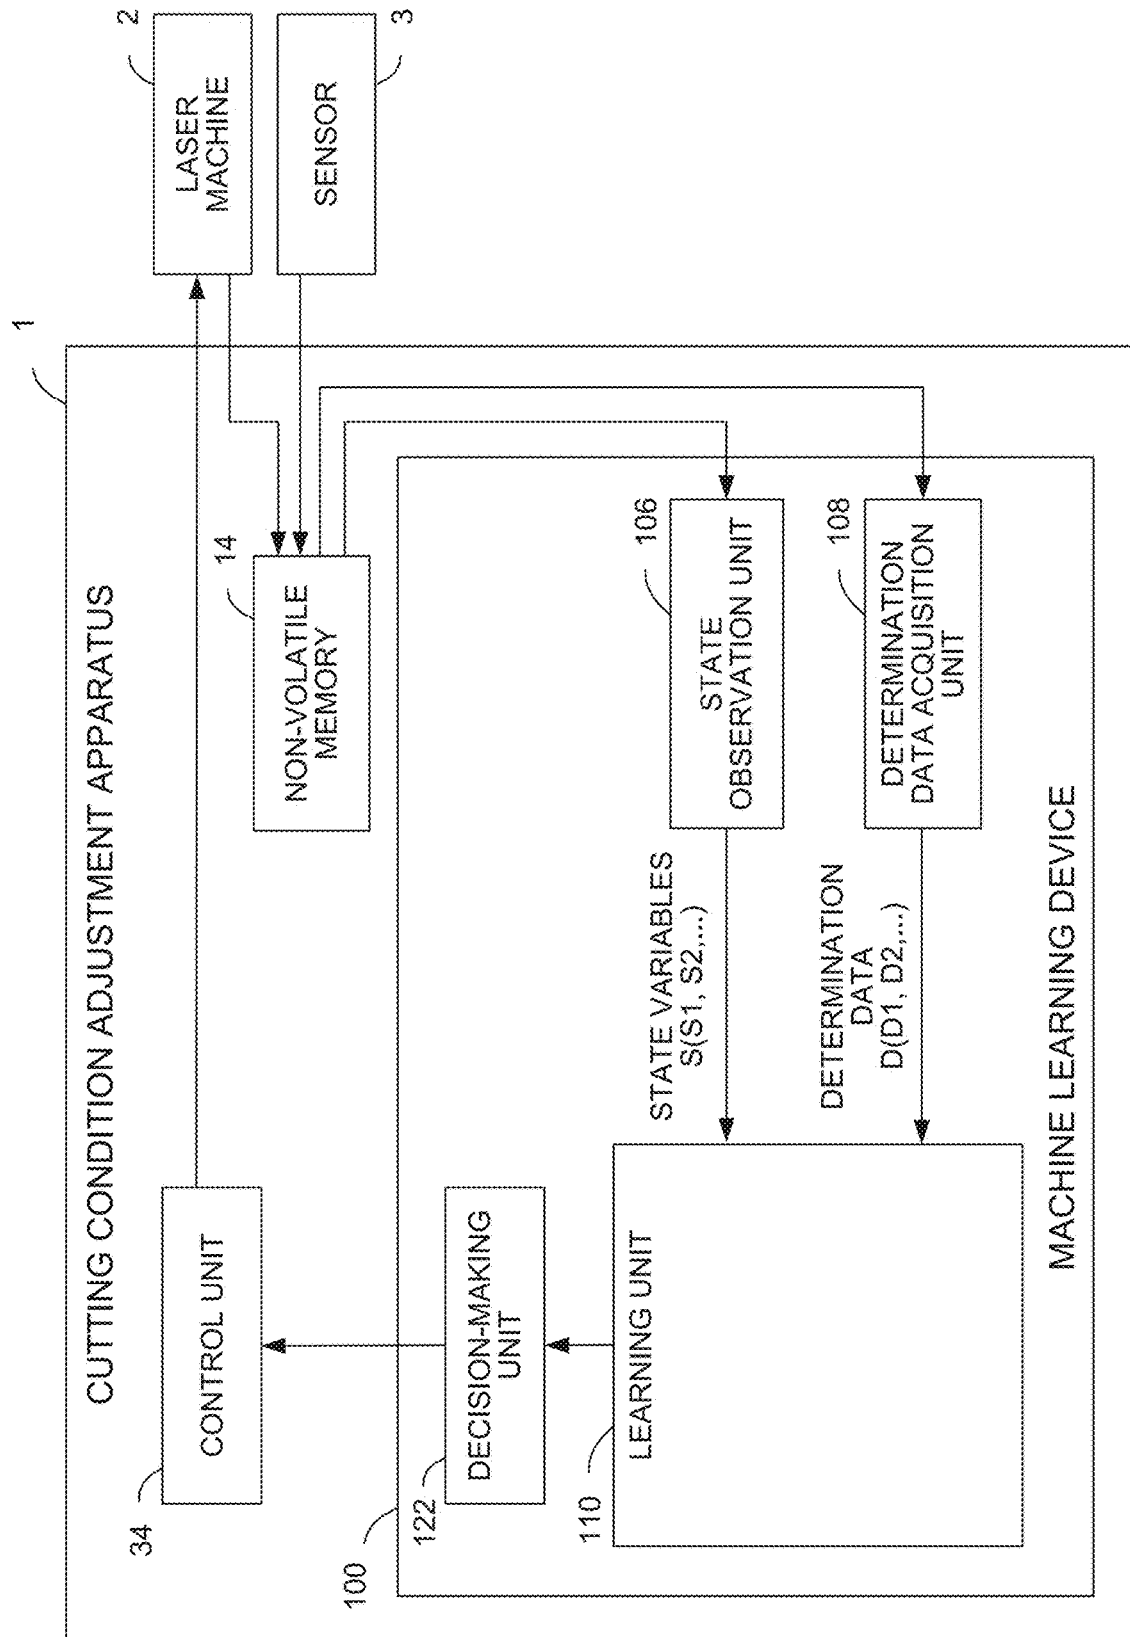 1
CUTTING CONDITION ADJUSTMENT APPARATUS
34
CONTROL UNIT
2
LASER
MACHINE
3
SENSOR
14
NON-VOLATILE
MEMORY
100
122
DECISION-MAKING
UNIT
110
LEARNING UNIT
STATE VARIABLES
S(S1, S2,...)
106
STATE
OBSERVATION UNIT
DETERMINATION
DATA
D(D1, D2,...)
108
DETERMINATION
DATA ACQUISITION
UNIT
MACHINE LEARNING DEVICE